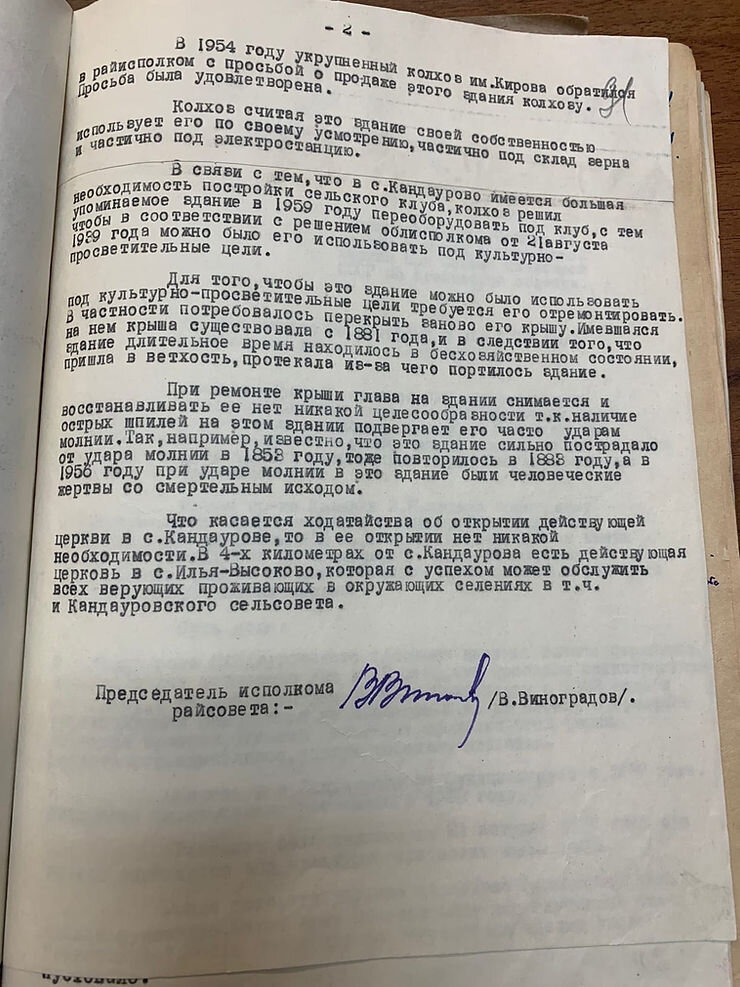 - 2 -
В 1954 году укрупненный колхоз им.Кирова обратился
в райисполком с просьбой о продаже этого здания колхозу.
Просьба была удовлетворена.
Колхоз считая это здание своей собственностью
использует его по своему усмотрению,частично под склад зерна
и частично под электростанцию.
В связи с тем,что в с.Кандаурово имеется большая
необходимость постройки сельского клуба,колхоз решил
упоминаемое здание в 1959 году переоборудовать под клуб,с тем
чтобы в соответствии с решением облисполкома от 21августа
1939 года можно было его использовать под культурно-
просветительные цели.
Для того,чтобы это здание можно было использовать
под культурно-просветительные цели требуется его отремонтировать.
В частности потребовалось перекрыть заново его крышу.Имевшаяся
на нем крыша существовала с 1881 года,и в следствии того,что
здание длительное время находилось в бесхозяйственном состоянии,
пришла в ветхость,протекала из-за чего портилось здание.
При ремонте крыши глава на здании снимается и
восстанавливать ее нет никакой целесообразности т.к.наличие
острых шпилей на этом здании подвергает его часто ударам
молнии.Так,например,известно,что это здание сильно пострадало
от удара молнии в 1853 году,тоже повторилось в 1883 году,а в
1956 году при ударе молнии в это здание были человеческие
жертвы со смертельным исходом.
Что касается ходатайства об открытии действующей
церкви в с.Кандаурове,то в ее открытии нет никакой
необходимости.В 4-х километрах от с.Кандаурова есть действующая
церковь в с.Илья-Высоково,которая с успехом может обслужить
всех верующих проживающих в окружающих селениях в т.ч.
и Кандауровского сельсовета.
Председатель исполкома
райсовета:-
/В.Виноградов/.
пустовало.